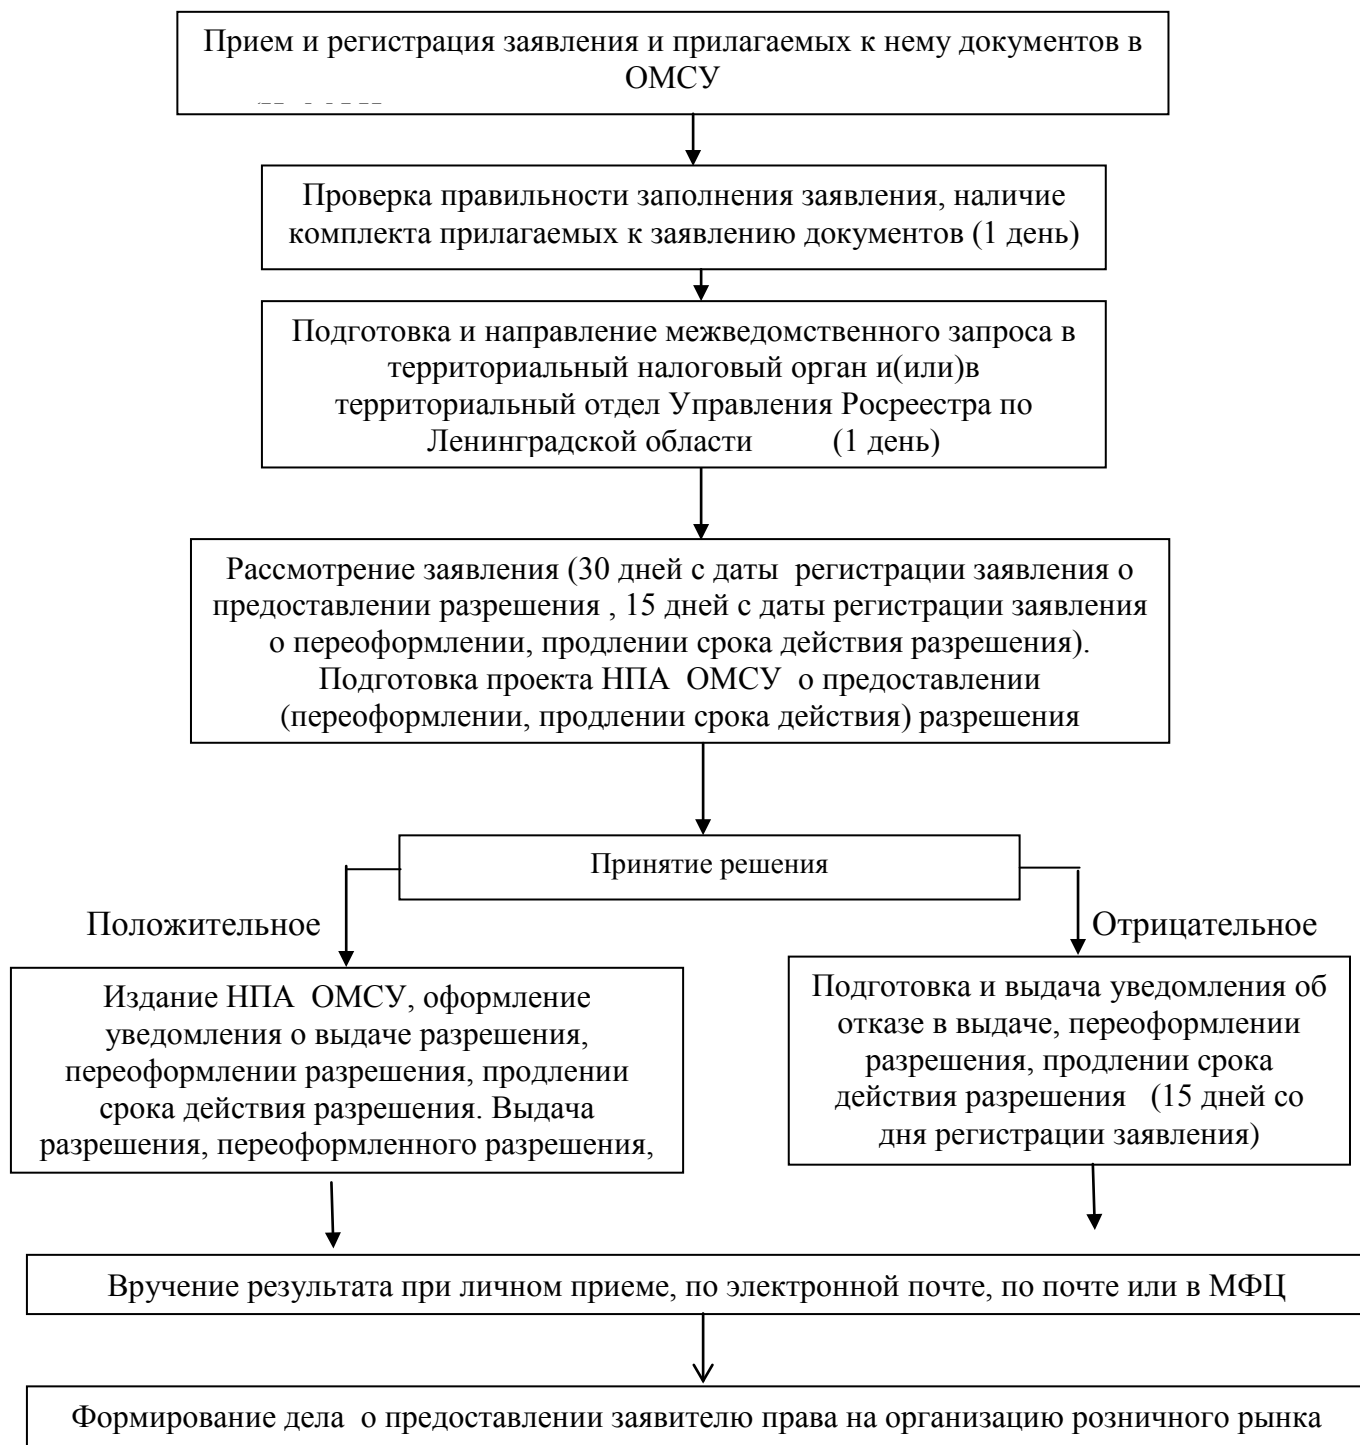 Прием и регистрация заявления и прилагаемых к нему документов в
ОМСУ
Проверка правильности заполнения заявления, наличие
комплекта прилагаемых к заявлению документов (1 день)
Подготовка и направление межведомственного запроса в
территориальный налоговый орган и(или)в
территориальный отдел Управления Росреестра по
Ленинградской области (1 день)
Рассмотрение заявления (30 дней с даты регистрации заявления о
предоставлении разрешения , 15 дней с даты регистрации заявления
о переоформлении, продлении срока действия разрешения).
Подготовка проекта НПА ОМСУ о предоставлении
(переоформлении, продлении срока действия) разрешения
Принятие решения
Положительное
Отрицательное
Издание НПА ОМСУ, оформление
уведомления о выдаче разрешения,
переоформлении разрешения, продлении
срока действия разрешения. Выдача
разрешения, переоформленного разрешения,
Подготовка и выдача уведомления об
отказе в выдаче, переоформлении
разрешения, продлении срока
действия разрешения (15 дней со
дня регистрации заявления)
Вручение результата при личном приеме, по электронной почте, по почте или в МФЦ
Формирование дела о предоставлении заявителю права на организацию розничного рынка